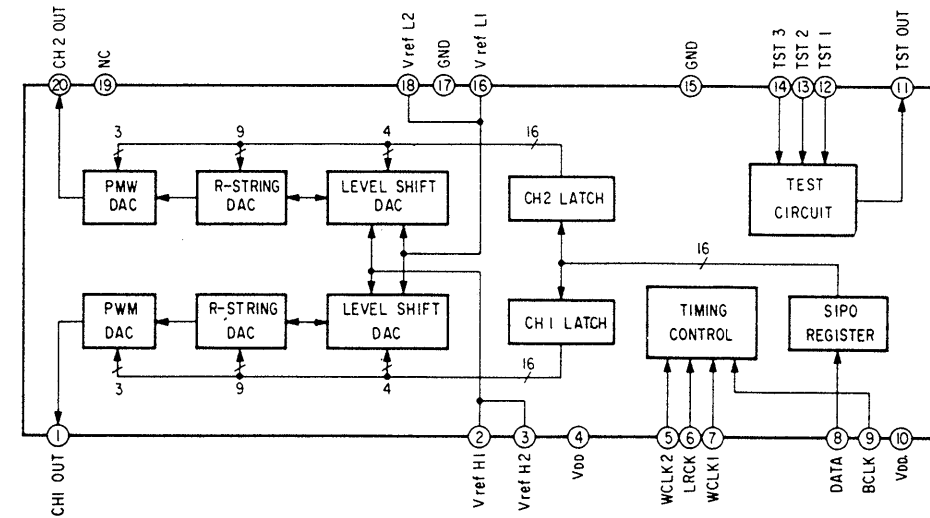 CH2 OUT
NC
Vref L2
GND
Vref L1
GND
TST 3
TST 2
TST 1
TST OUT
20
19
18
17
16
15
14
13
12
11
3
9
4
16
PMW
DAC
R-STRING
DAC
LEVEL SHIFT
DAC
CH2 LATCH
TEST
CIRCUIT
16
PWM
DAC
R-STRING
DAC
LEVEL SHIFT
DAC
CH1 LATCH
TIMING
CONTROL
SIPO
REGISTER
3
9
4
16
1
2
3
4
5
6
7
8
9
10
CH1 OUT
Vref H1
Vref H2
VDD
WCLK2
LRCK
WCLK1
DATA
BCLK
VDD.